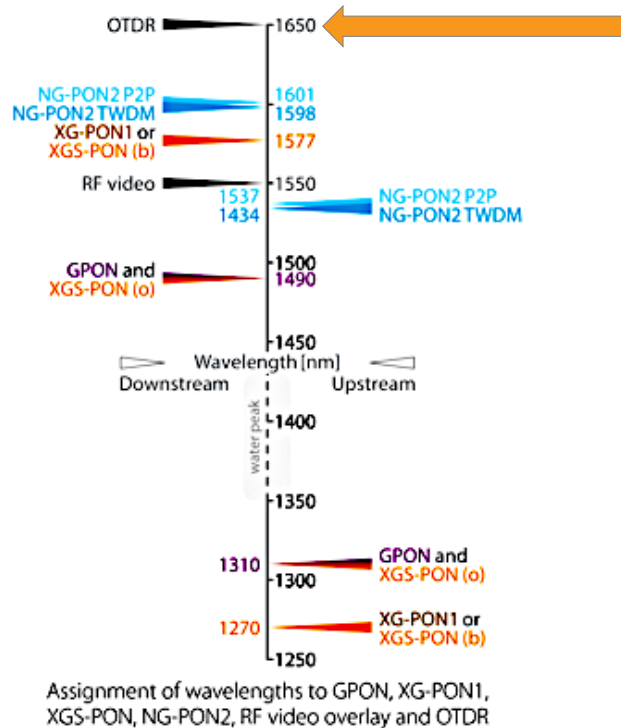 OTDR
1650
NG-PON2 P2P
1601
NG-PON2 TWDM
1598
XG-PON1 or
XGS-PON (b)
1577
RF video
1550
1537
NG-PON2 P2P
1434
NG-PON2 TWDM
1500
GPON and
XGS-PON (o)
1490
1450
Wavelength [nm]
Downstream
Upstream
water peak
1400
1350
1310
GPON and
XGS-PON (o)
1300
1270
XG-PON1 or
XGS-PON (b)
1250
Assignment of wavelengths to GPON, XG-PON1,
XGS-PON, NG-PON2, RF video overlay and OTDR